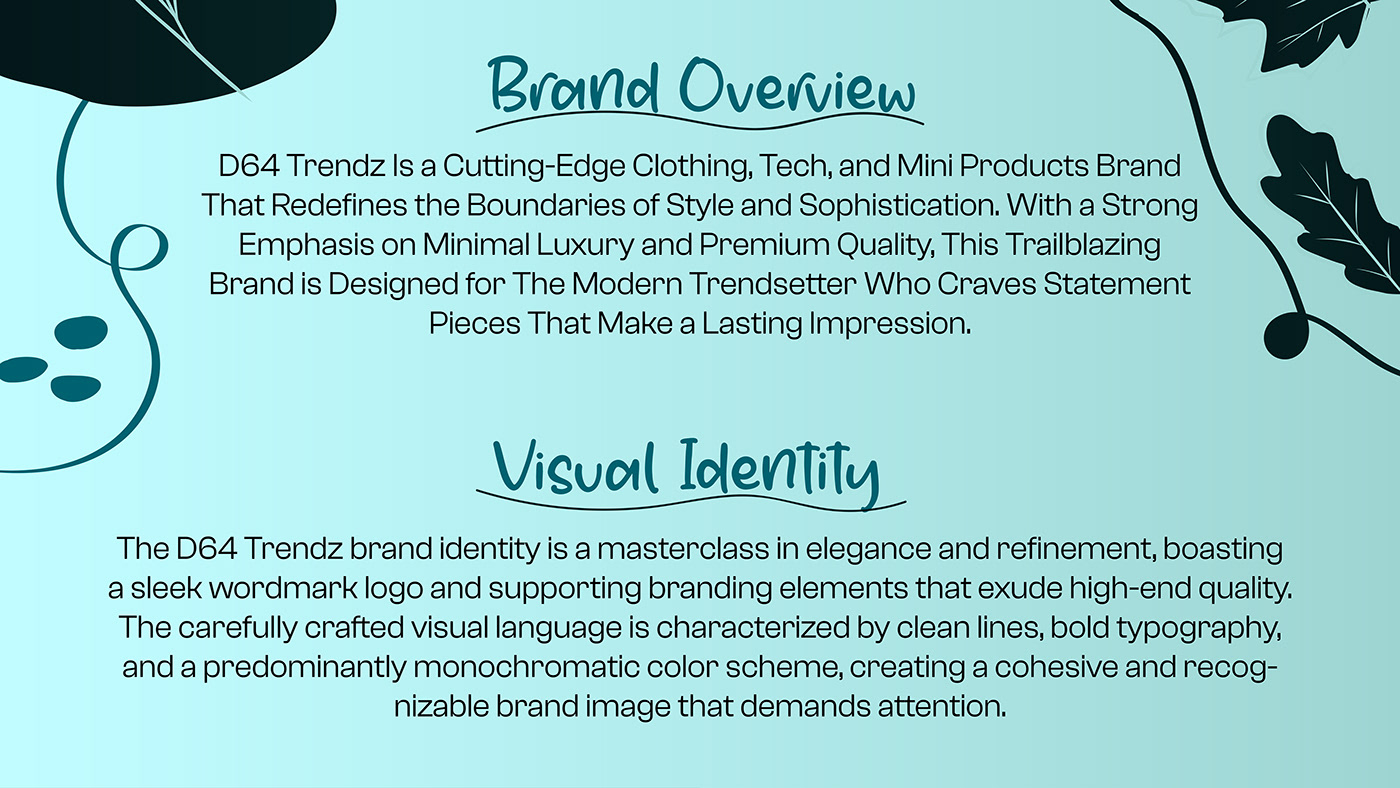 Brand Overview
D64 Trendz Is a Cutting-Edge Clothing, Tech, and Mini Products Brand
That Redefines the Boundaries of Style and Sophistication. With a Strong
Emphasis on Minimal Luxury and Premium Quality, This Trailblazing
Brand is Designed for The Modern Trendsetter Who Craves Statement
Pieces That Make a Lasting Impression.
Visual Identity
The D64 Trendz brand identity is a masterclass in elegance and refinement, boasting
a sleek wordmark logo and supporting branding elements that exude high-end quality.
The carefully crafted visual language is characterized by clean lines, bold typography,
and a predominantly monochromatic color scheme, creating a cohesive and recog-
nizable brand image that demands attention.